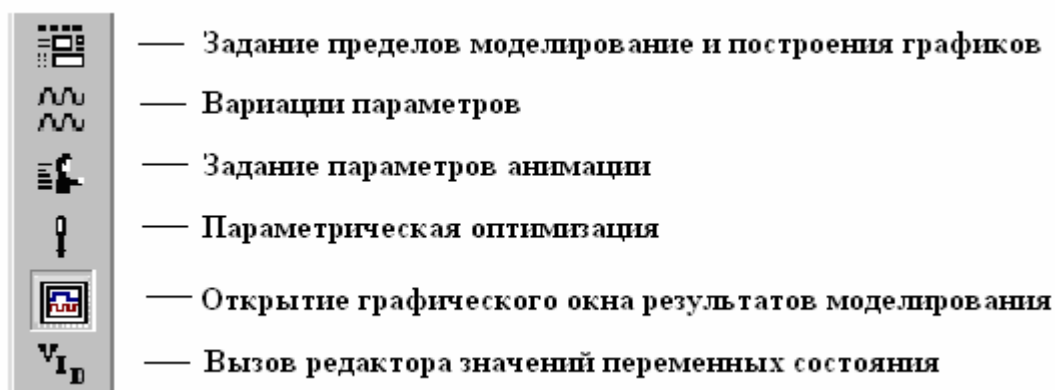 Задание пределов моделирование и построения графиков
Вариации параметров
Задание параметров анимации
Параметрическая оптимизация
Открытие графического окна результатов моделирования
VID Вызов редактора значений переменных состояния